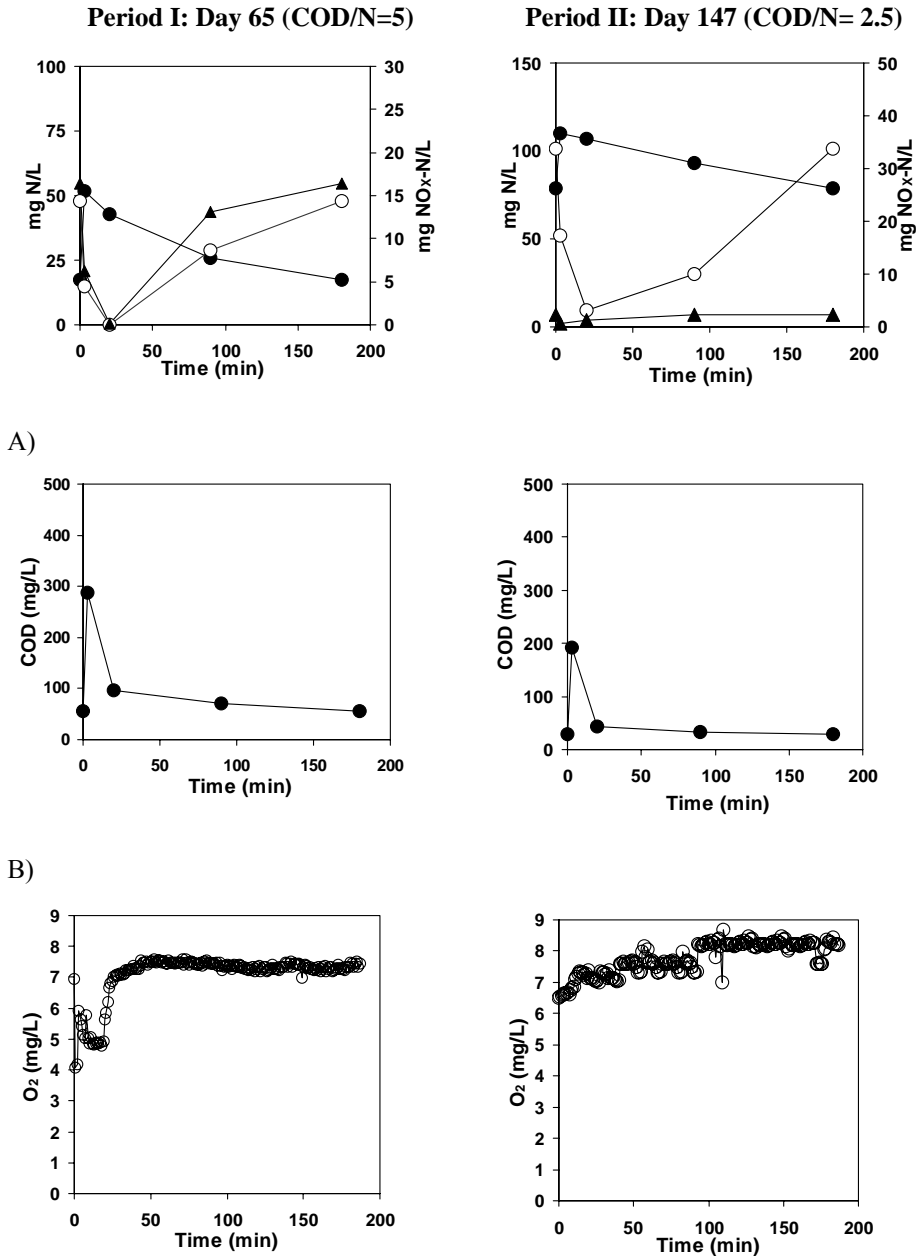 Period I: Day 65 (COD/N=5)
Period II: Day 147 (COD/N= 2.5)
mg N/L
100
75
50
25
0
mg NOx-N/L
30
25
20
15
10
5
0
0 50 100 150 200
Time (min)
mg N/L
150
100
50
0
mg NOx-N/L
50
40
30
20
10
0
0 50 100 150 200
Time (min)
A)
COD (mg/L)
500
400
300
200
100
0
0 50 100 150 200
Time (min)
COD (mg/L)
500
400
300
200
100
0
0 50 100 150 200
Time (min)
B)
O2 (mg/L)
9
8
7
6
5
4
3
2
1
0
0 50 100 150 200
Time (min)
O2 (mg/L)
9
8
7
6
5
4
3
2
1
0
0 50 100 150 200
Time (min)